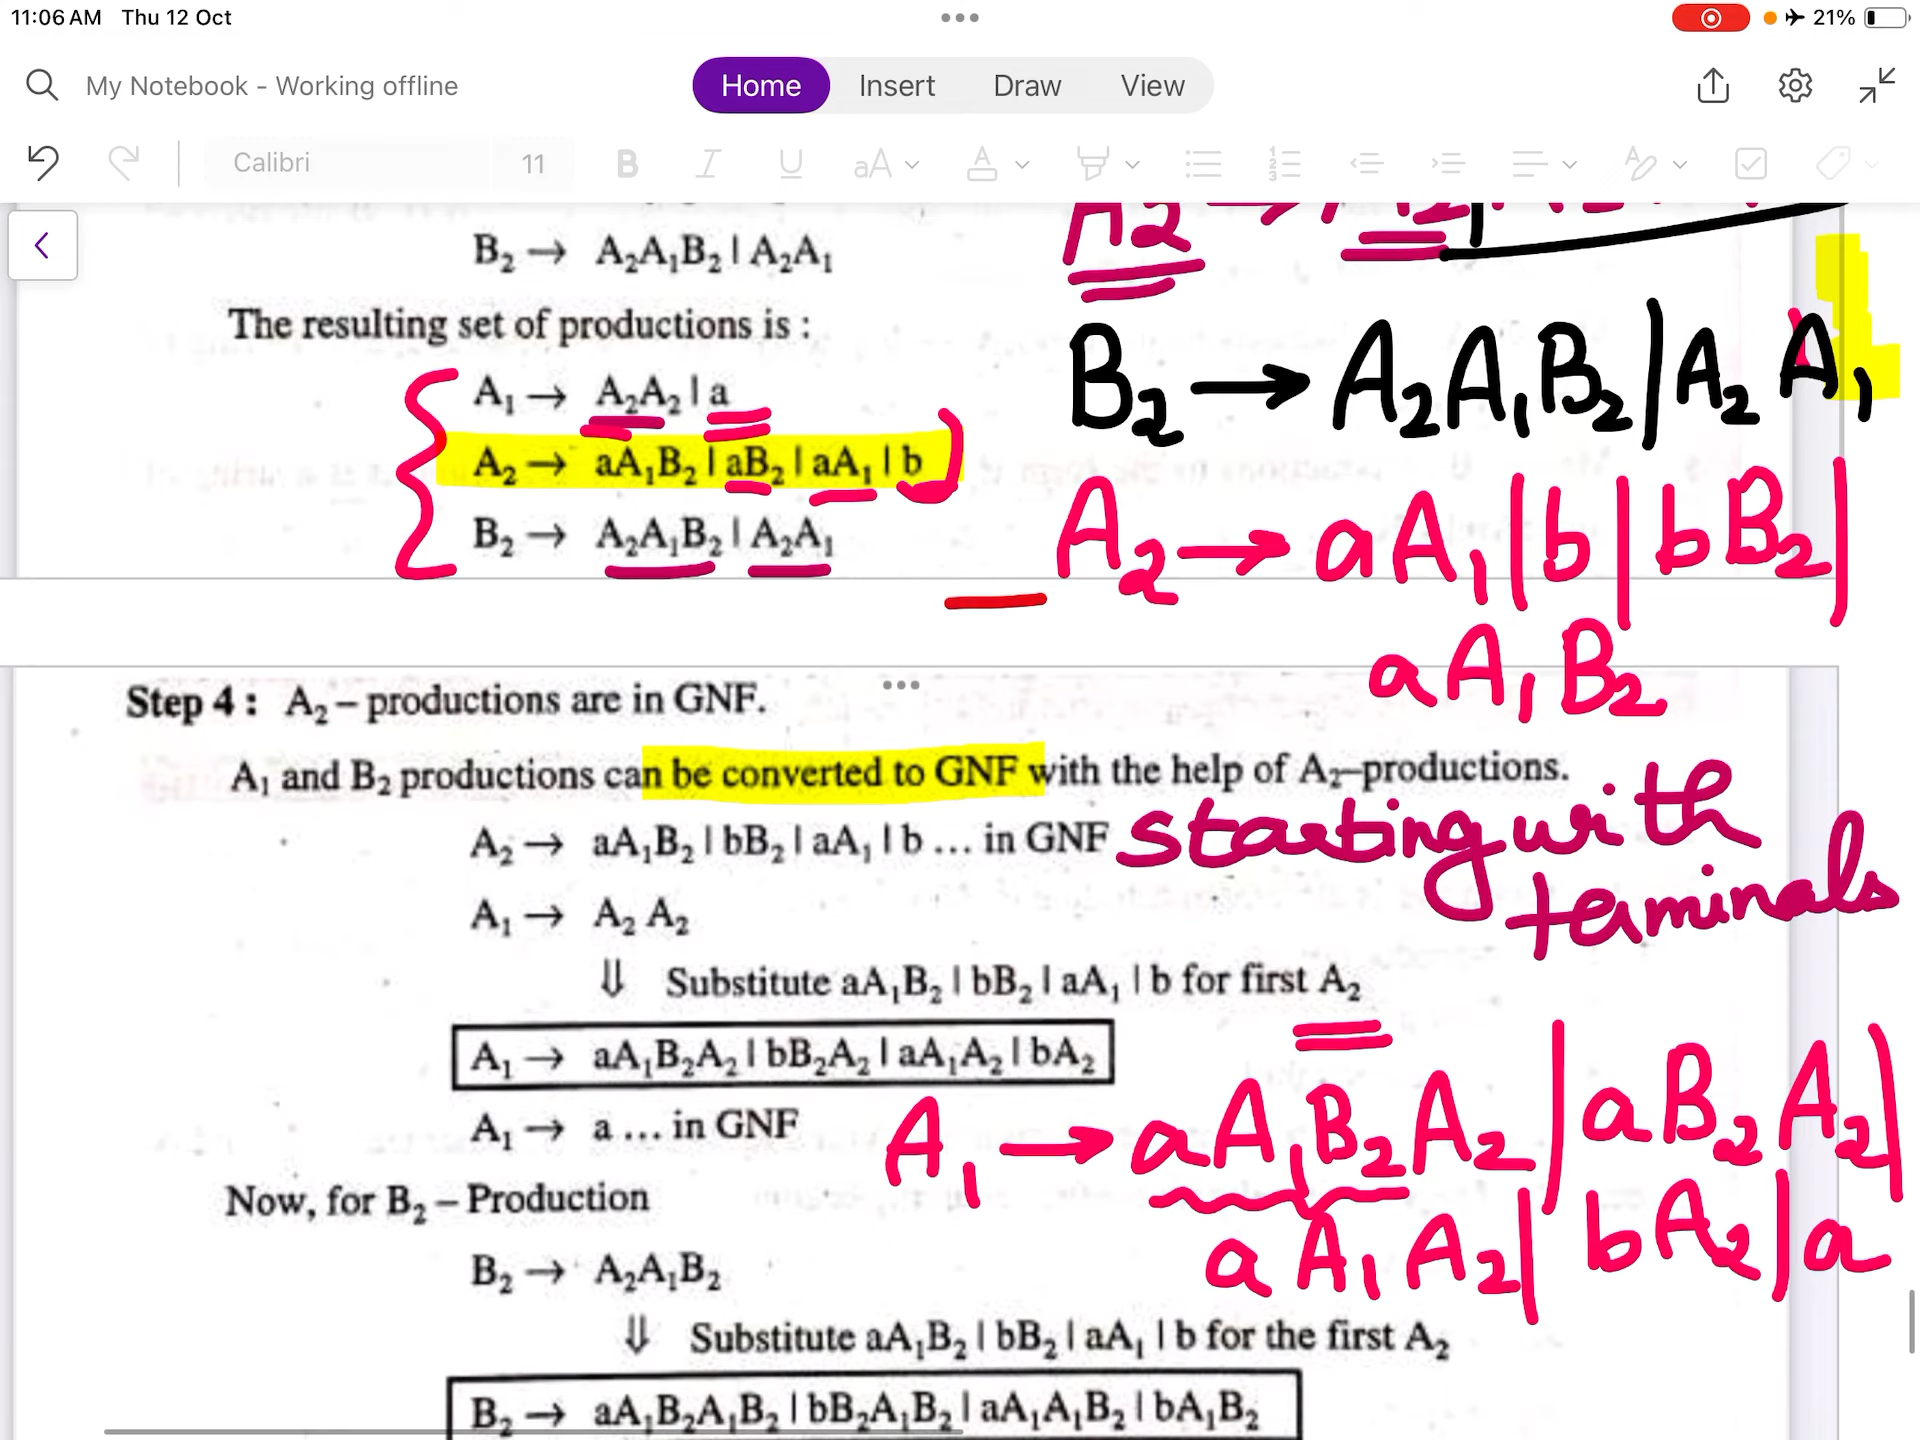 11:06 AM Thu 12 Oct
21%
My Notebook - Working offline
Home Insert Draw View
Calibri 11 B I U aA A
B₂ → A₂A₁B₂ | A₂A₁
The resulting set of productions is :
A₁ → A₂A₂ | a
A₂ → aA₁B₂ | aB₂ | aA₁ | b
B₂ → A₂A₁B₂ | A₂A₁
A2 →
B₂ → A₂A₁B₂ | A₂ A₁
A₂ → aA₁ | b | bB₂ |
aA₁B₂
Step 4 : A₂ – productions are in GNF.
A₁ and B₂ productions can be converted to GNF with the help of A₂–productions.
A₂ → aA₁B₂ | bB₂ | aA₁ | b ... in GNF
starting with
terminals
A₁ → A₂ A₂
⇓ Substitute aA₁B₂ | bB₂ | aA₁ | b for first A₂
A₁ → aA₁B₂A₂ | bB₂A₂ | aA₁A₂ | bA₂
A₁ → a ... in GNF
A₁ → aA₁B₂A₂ | aB₂A₂ |
aA₁A₂ | bA₂ | a
Now, for B₂ – Production
B₂ → A₂A₁B₂
⇓ Substitute aA₁B₂ | bB₂ | aA₁ | b for the first A₂
B₂ → aA₁B₂A₁B₂ | bB₂A₁B₂ | aA₁A₁B₂ | bA₁B₂